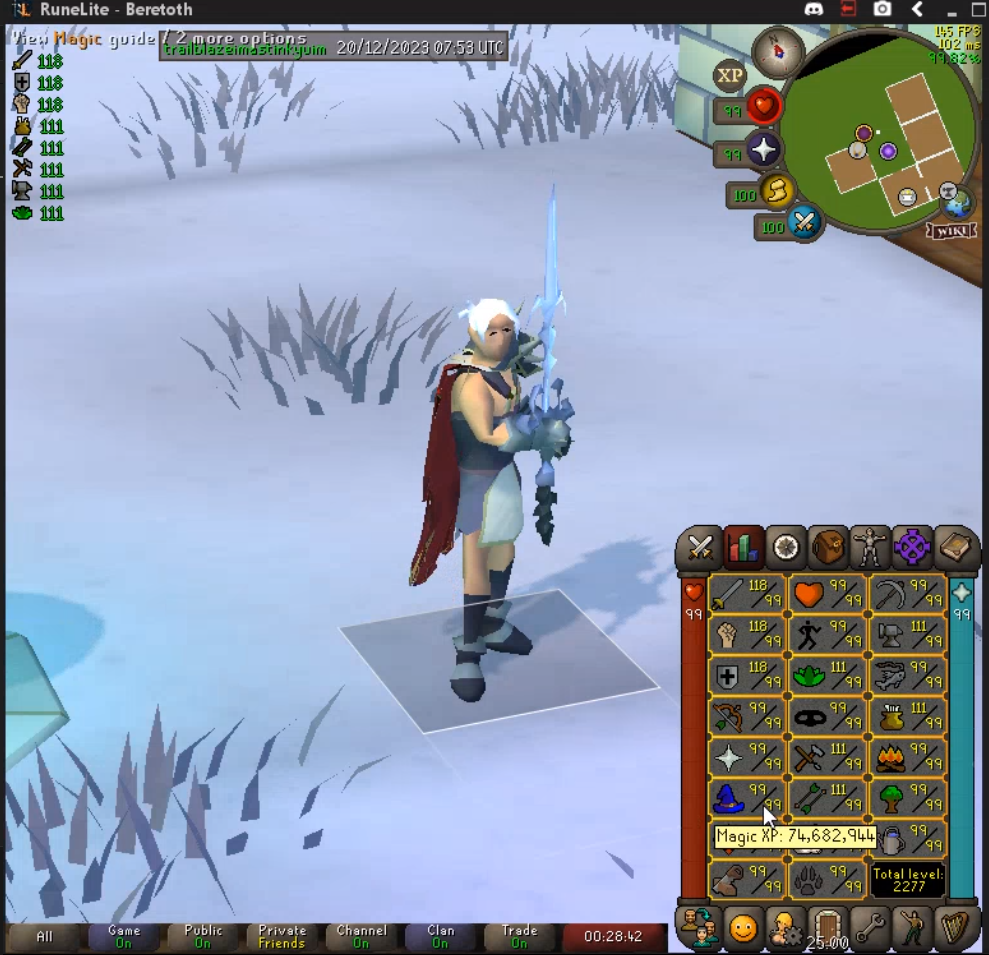 RuneLite - Beretoth
View Magic guide / 2 more options
trailblazeimastinkyuim 20/12/2023 07:53 UTC
145 FPS
102 ms
99.82%
118
118
118
111
111
111
111
111
XP
99
99
100
100
WIKI
99
99
118/99 99/99 99/99
118/99 99/99 111/99
118/99 111/99 99/99
99/99 99/99 111/99
99/99 111/99 99/99
99/99 111/99 99/99
Magic XP: 74,682,944
99/99
99/99 99/99
Total level:
2277
All
Game
On
Public
On
Private
Friends
Channel
On
Clan
On
Trade
On
00:28:42
25:00